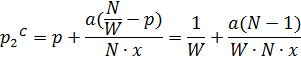 p₂ᶜ = p + a(N/W − p)/(N · x) = 1/W + a(N − 1)/(W · N · x)